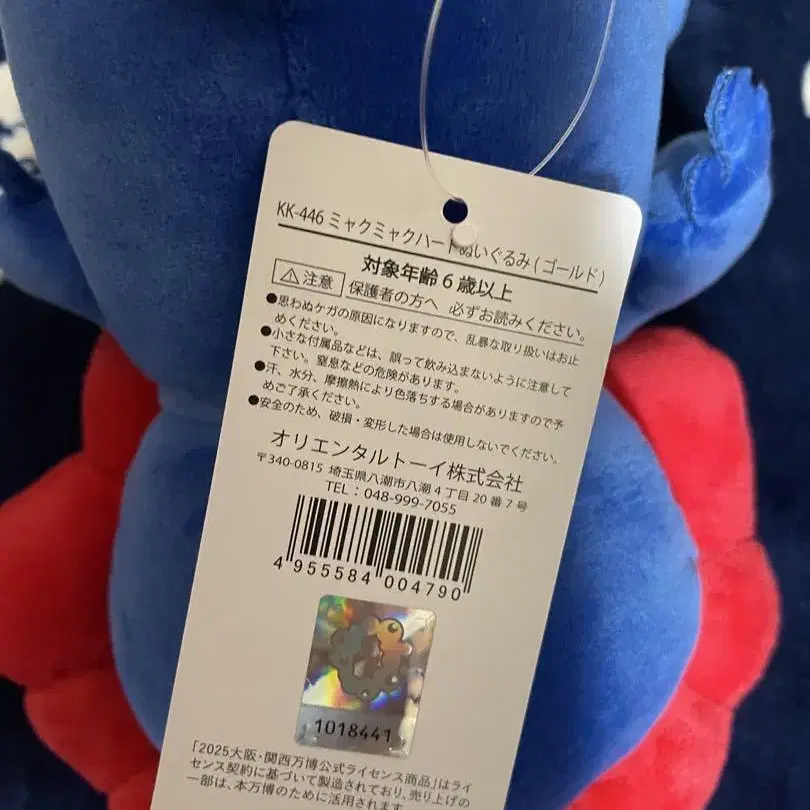 KK-446 ミャクミャクハートぬいぐるみ(ゴールド)
対象年齢6歳以上
⚠注意 保護者の方へ 必ずお読みください。
●思わぬケガの原因になりますので、乱暴な取り扱いはお止
めください。
●小さな付属品などは、誤って飲み込まないように注意して
下さい。窒息などの危険があります。
●汗、水分、摩擦熱により色落ちする場合がありますので予
めご了承ください。
●安全のため、破損・変形した場合は使用しないでください。
オリエンタルトーイ株式会社
〒340-0815 埼玉県八潮市八潮4丁目20番7号
TEL：048-999-7055
4 955584 004790
1018441
「2025大阪・関西万博公式ライセンス商品」はライ
センス契約に基づいて製造されており、売り上げの
一部は、本万博のために活用されます。